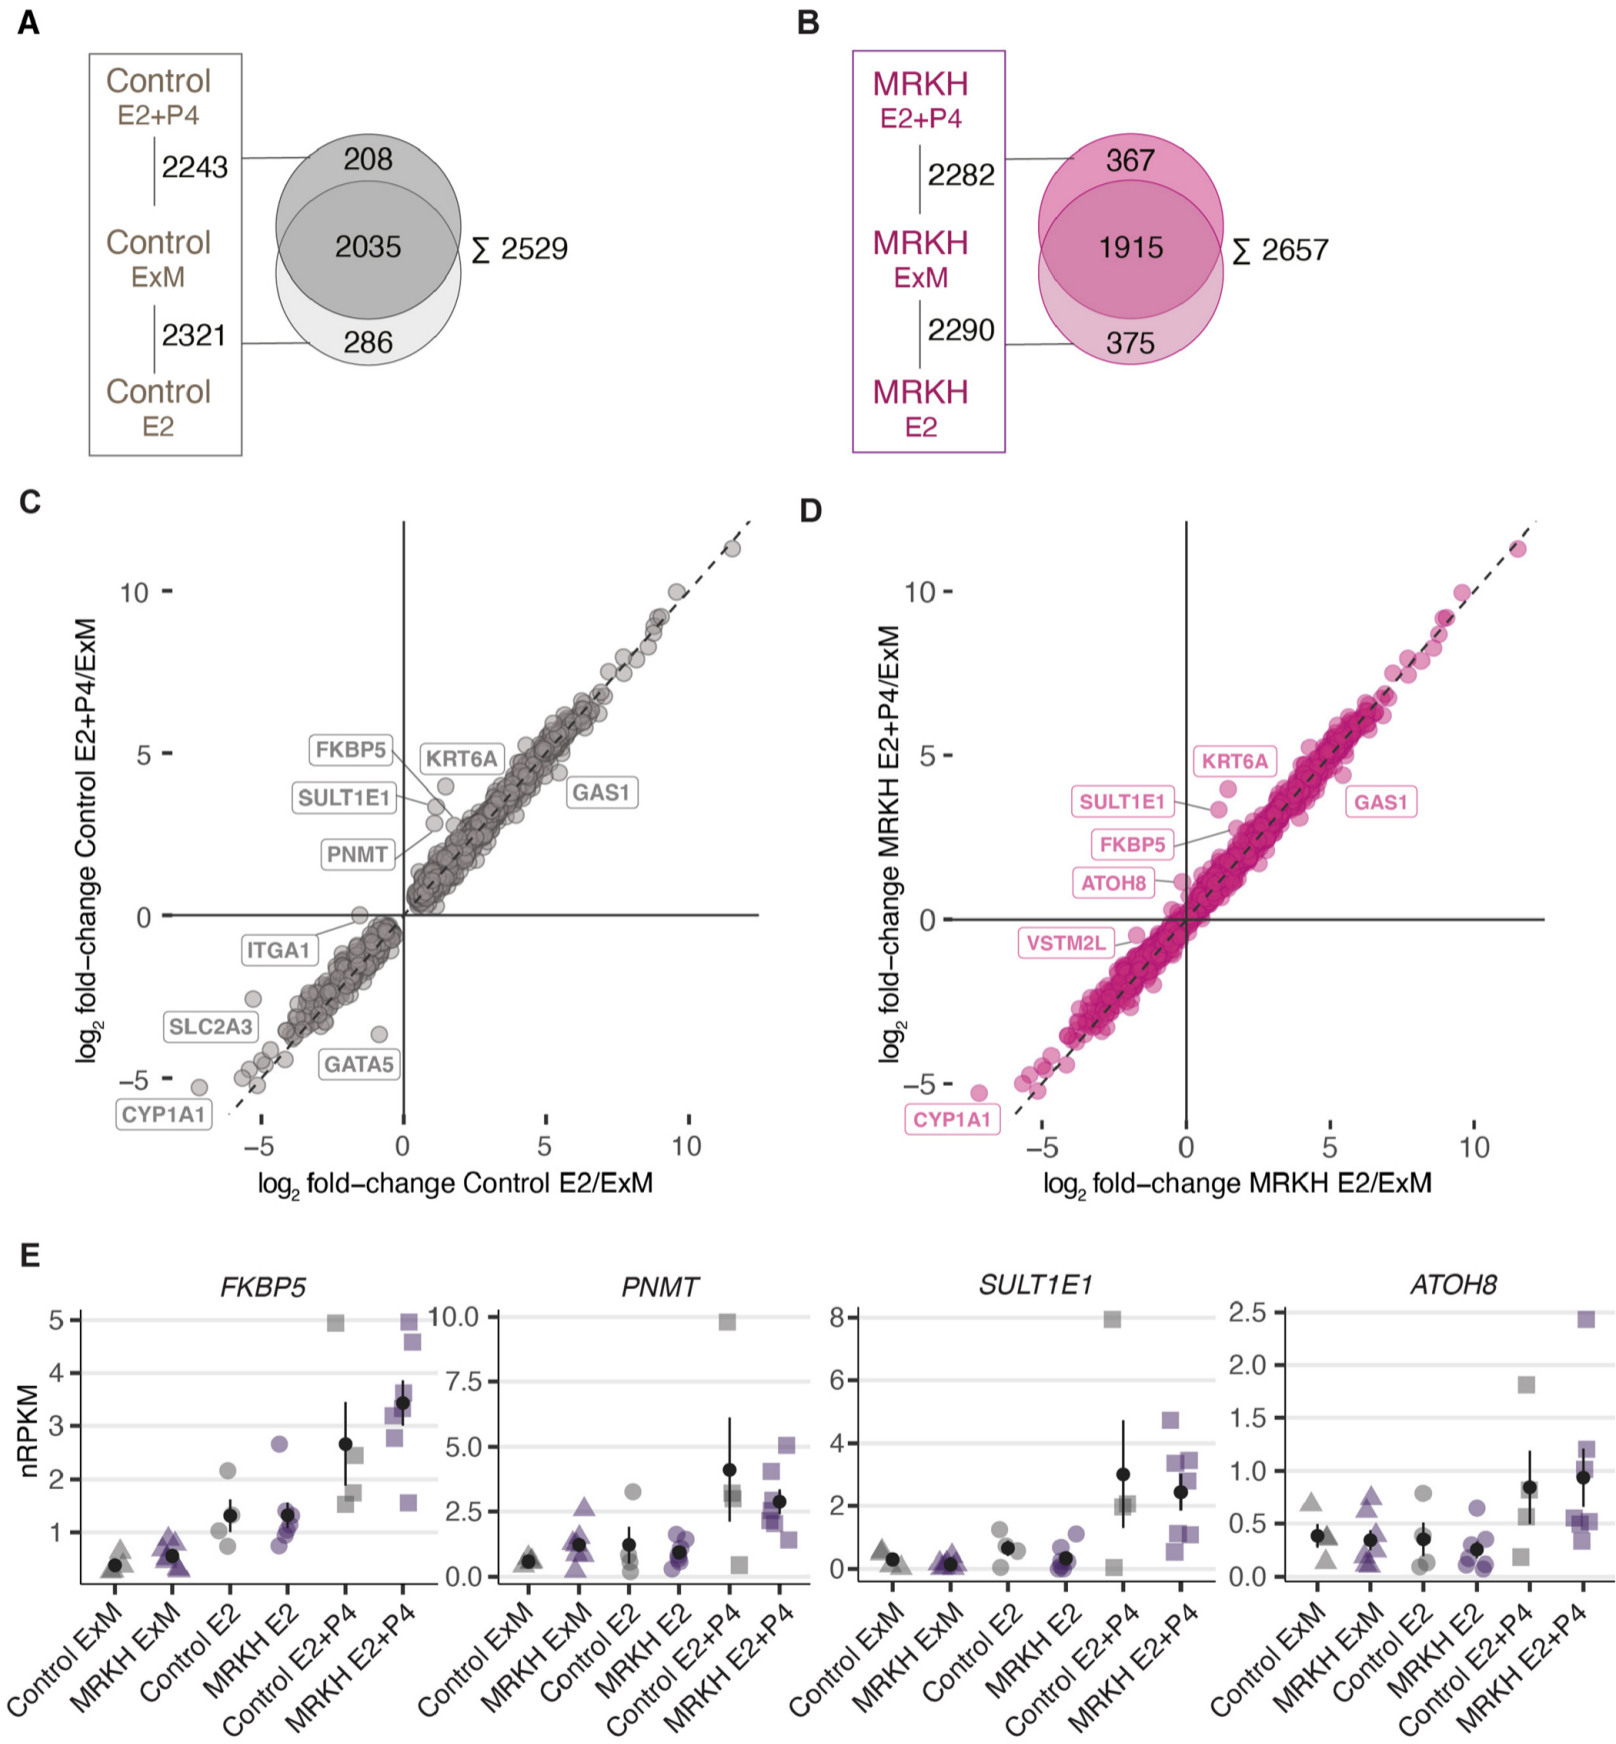 A
Control
E2+P4
2243
Control
ExM
2321
Control
E2
208
2035
286
∑ 2529
B
MRKH
E2+P4
2282
MRKH
ExM
2290
MRKH
E2
367
1915
375
∑ 2657
C
log2 fold−change Control E2+P4/ExM
10
5
0
−5
FKBP5
KRT6A
SULT1E1
GAS1
PNMT
ITGA1
SLC2A3
GATA5
CYP1A1
−5
0
5
10
log2 fold−change Control E2/ExM
D
log2 fold−change MRKH E2+P4/ExM
10
5
0
−5
KRT6A
SULT1E1
GAS1
FKBP5
ATOH8
VSTM2L
CYP1A1
−5
0
5
10
log2 fold−change MRKH E2/ExM
E
nRPKM
FKBP5
5
4
3
2
1
Control ExM
MRKH ExM
Control E2
MRKH E2
Control E2+P4
MRKH E2+P4
PNMT
10.0
7.5
5.0
2.5
0.0
Control ExM
MRKH ExM
Control E2
MRKH E2
Control E2+P4
MRKH E2+P4
SULT1E1
8
6
4
2
0
Control ExM
MRKH ExM
Control E2
MRKH E2
Control E2+P4
MRKH E2+P4
ATOH8
2.5
2.0
1.5
1.0
0.5
0.0
Control ExM
MRKH ExM
Control E2
MRKH E2
Control E2+P4
MRKH E2+P4